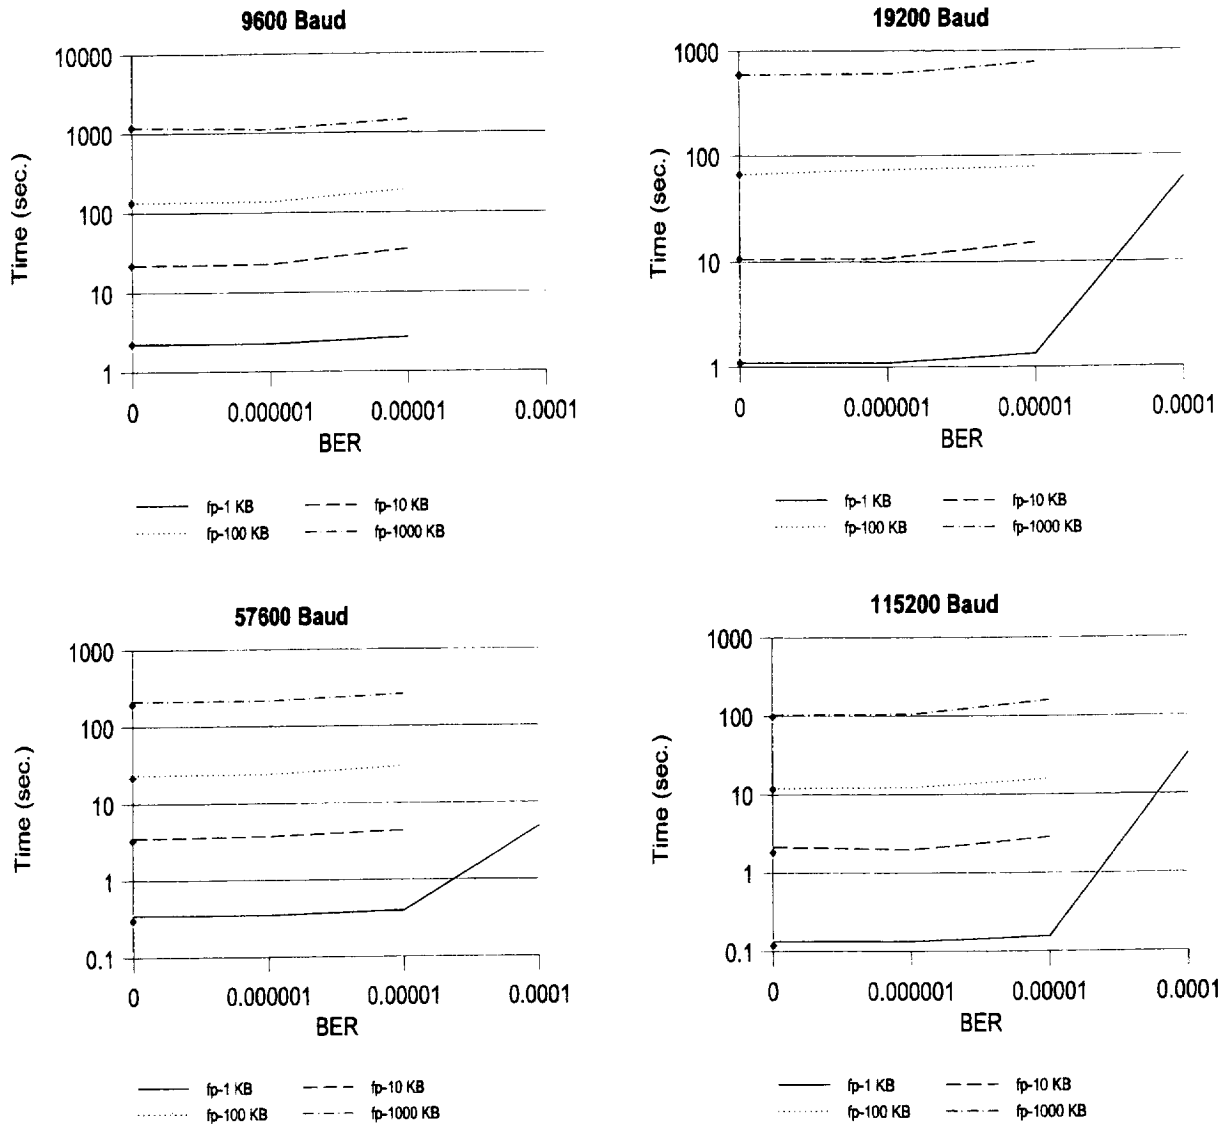 9600 Baud
10000
1000
100
10
1
Time (sec.)
0 0.000001 0.00001 0.0001
BER
fp-1 KB fp-10 KB
fp-100 KB fp-1000 KB
19200 Baud
1000
100
10
1
Time (sec.)
0 0.000001 0.00001 0.0001
BER
fp-1 KB fp-10 KB
fp-100 KB fp-1000 KB
57600 Baud
1000
100
10
1
0.1
Time (sec.)
0 0.000001 0.00001 0.0001
BER
fp-1 KB fp-10 KB
fp-100 KB fp-1000 KB
115200 Baud
1000
100
10
1
0.1
Time (sec.)
0 0.000001 0.00001 0.0001
BER
fp-1 KB fp-10 KB
fp-100 KB fp-1000 KB